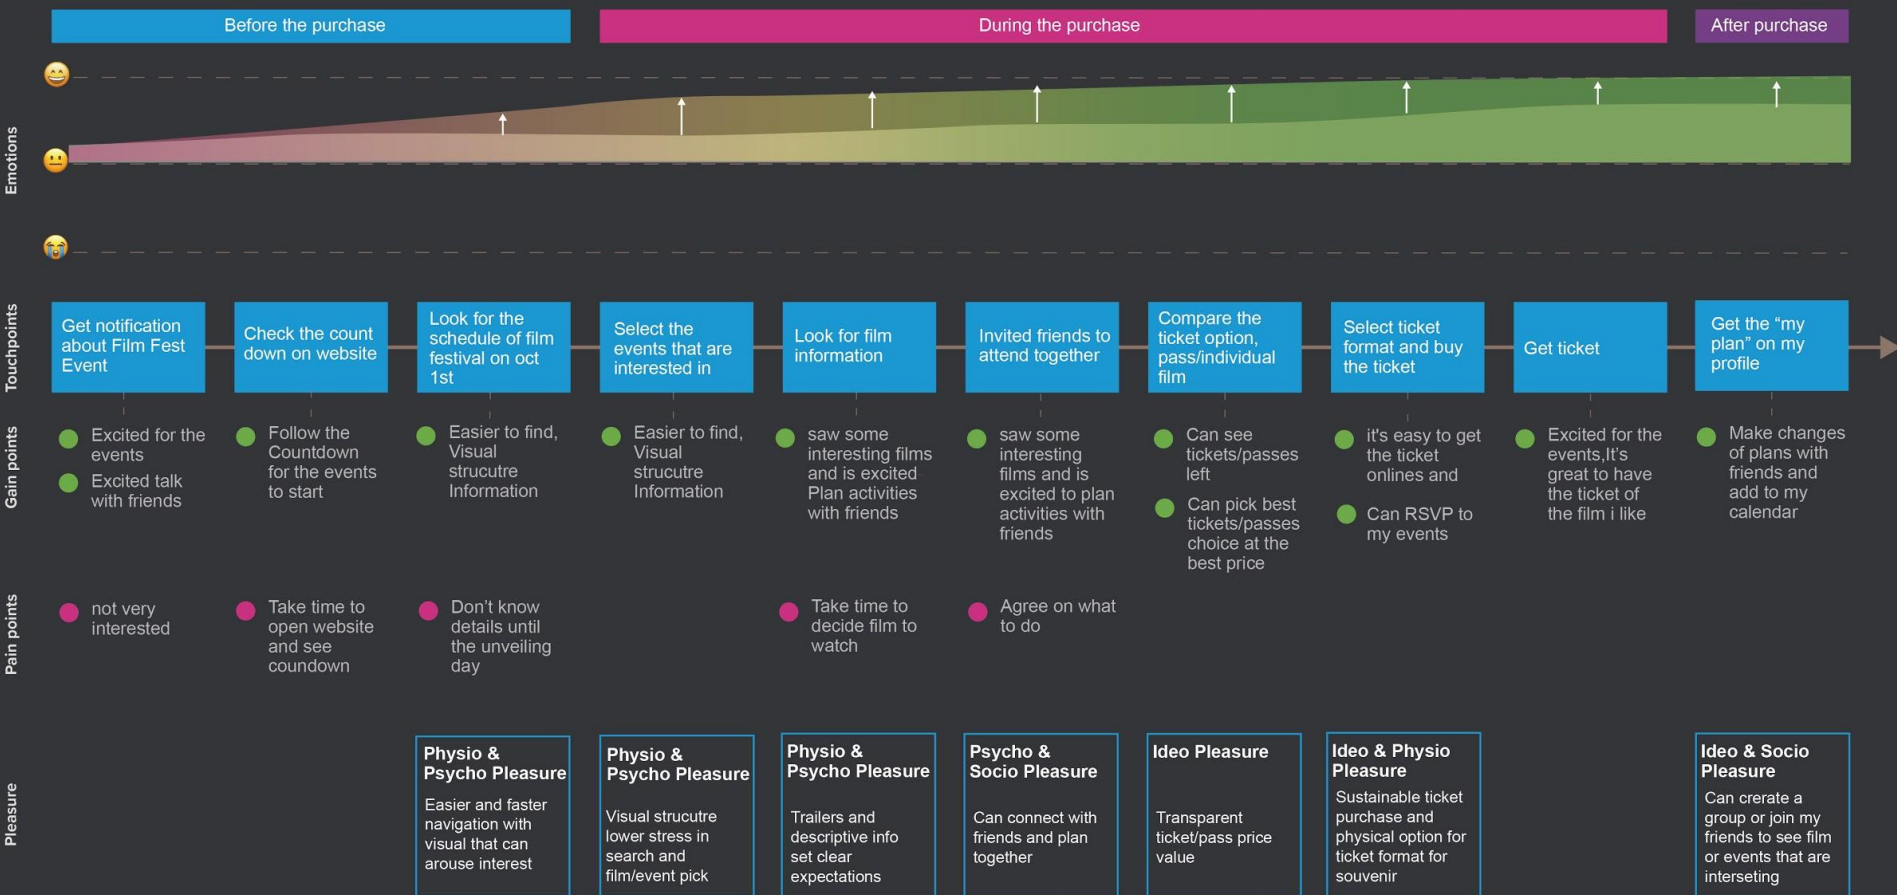 Before the purchase
During the purchase
After purchase
Emotions
Touchpoints
Get notification
about Film Fest
Event
Check the count
down on website
Look for the
schedule of film
festival on oct
1st
Select the
events that are
interested in
Look for film
information
Invited friends to
attend together
Compare the
ticket option,
pass/individual
film
Select ticket
format and buy
the ticket
Get ticket
Get the “my
plan” on my
profile
Gain points
Excited for the
events
Excited talk
with friends
Follow the
Countdown
for the events
to start
Easier to find,
Visual
strucutre
Information
Easier to find,
Visual
strucutre
Information
saw some
interesting films
and is excited
Plan activities
with friends
saw some
interesting
films and is
excited to plan
activities with
friends
Can see
tickets/passes
left
Can pick best
tickets/passes
choice at the
best price
it's easy to get
the ticket
onlines and
Can RSVP to
my events
Excited for the
events,It’s
great to have
the ticket of
the film i like
Make changes
of plans with
friends and
add to my
calendar
Pain points
not very
interested
Take time to
open website
and see
coundown
Don’t know
details until
the unveiling
day
Take time to
decide film to
watch
Agree on what
to do
Pleasure
Physio &
Psycho Pleasure
Easier and faster
navigation with
visual that can
arouse interest
Physio &
Psycho Pleasure
Visual strucutre
lower stress in
search and
film/event pick
Physio &
Psycho Pleasure
Trailers and
descriptive info
set clear
expectations
Psycho &
Socio Pleasure
Can connect with
friends and plan
together
Ideo Pleasure
Transparent
ticket/pass price
value
Ideo & Physio
Pleasure
Sustainable ticket
purchase and
physical option for
ticket format for
souvenir
Ideo & Socio
Pleasure
Can crerate a
group or join my
friends to see film
or events that are
interseting